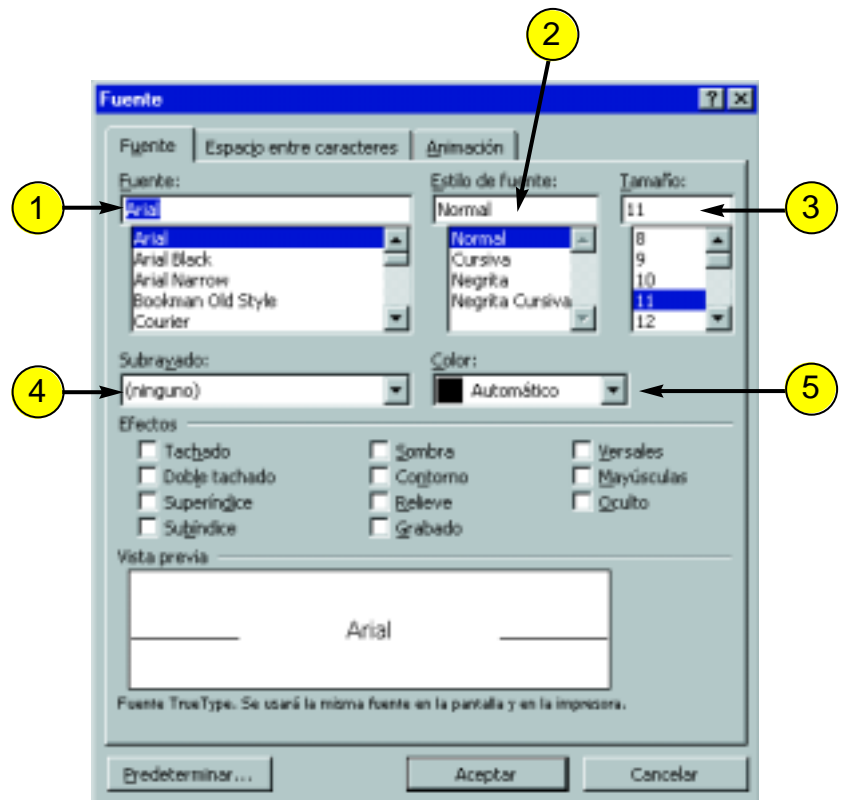 2
Fuente
Fuente Espacio entre caracteres Animación
Fuente: Estilo de fuente: Tamaño:
1 Arial Normal 11 3
Arial Normal 8
Arial Black Cursiva 9
Arial Narrow Negrita 10
Bookman Old Style Negrita Cursiva 11
Courier 12
Subrayado: Color:
4 (ninguno) Automático 5
Efectos
Tachado Sombra Versales
Doble tachado Contorno Mayúsculas
Superíndice Relieve Oculto
Subíndice Grabado
Vista previa
Arial
Fuente TrueType. Se usará la misma fuente en la pantalla y en la impresora.
Predeterminar... Aceptar Cancelar